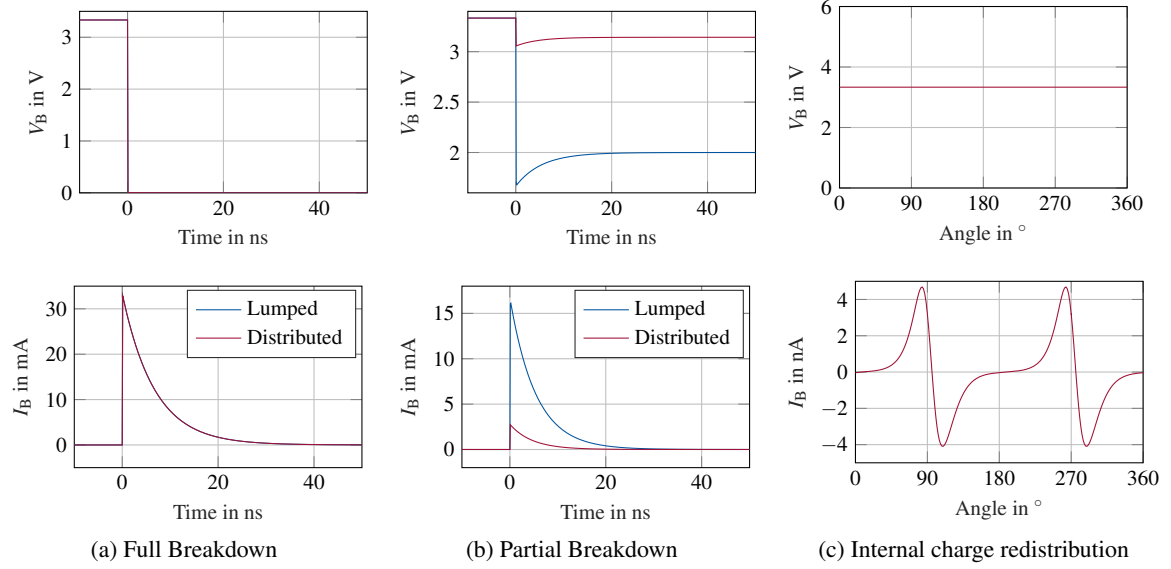 3
2
1
0
V_B in V
0
20
40
Time in ns
3
2.5
2
V_B in V
0
20
40
Time in ns
6
4
2
0
V_B in V
0
90
180
270
360
Angle in °
30
20
10
0
I_B in mA
Lumped
Distributed
0
20
40
Time in ns
(a) Full Breakdown
15
10
5
0
I_B in mA
Lumped
Distributed
0
20
40
Time in ns
(b) Partial Breakdown
4
2
0
−2
−4
I_B in nA
0
90
180
270
360
Angle in °
(c) Internal charge redistribution